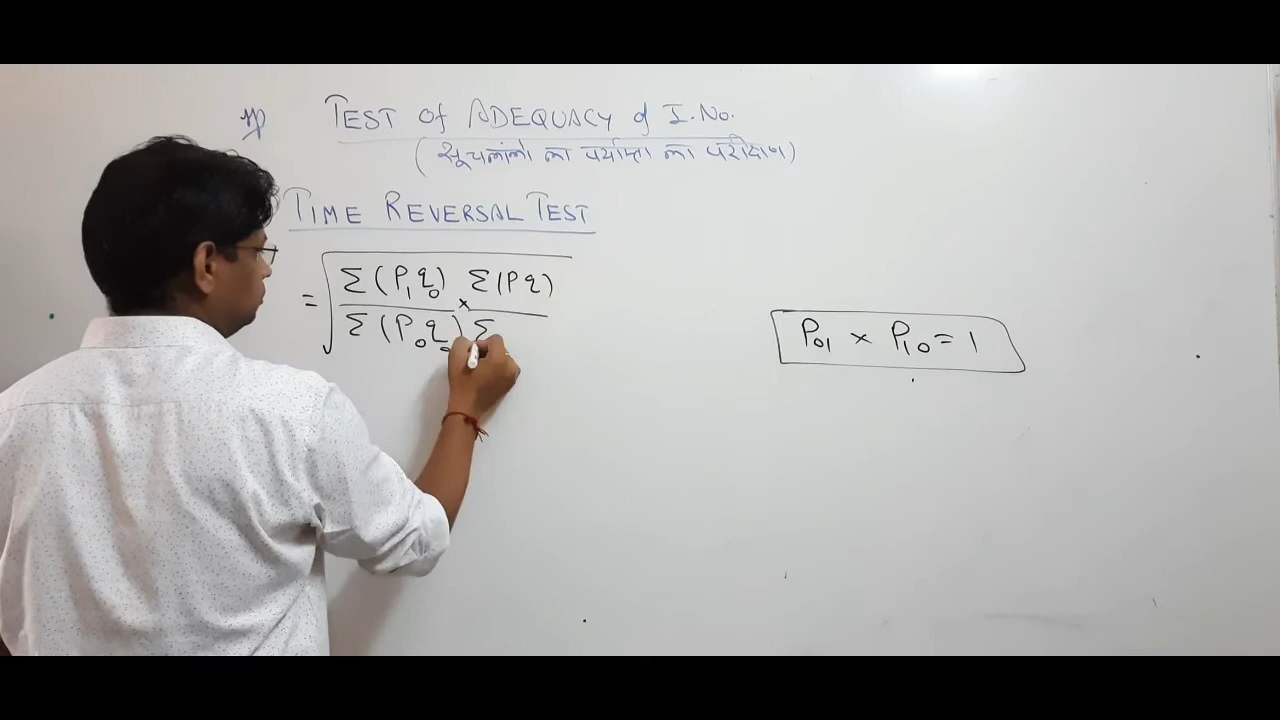 TEST of ADEQUACY of I.No.
(सूचकांको का पर्याप्तता का परीक्षण)
TIME REVERSAL TEST
= √ Σ(P₁q₀) / Σ(P₀q₀) × Σ(Pq) / Σ
P₀₁ × P₁₀ = 1